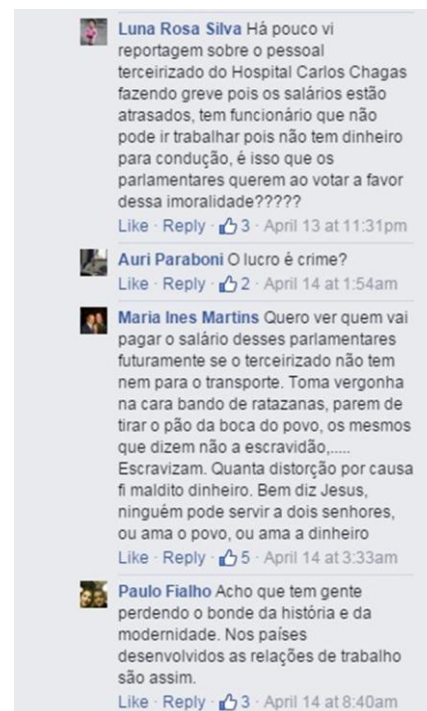 Luna Rosa Silva Há pouco vi
reportagem sobre o pessoal
terceirizado do Hospital Carlos Chagas
fazendo greve pois os salários estão
atrasados, tem funcionário que não
pode ir trabalhar pois não tem dinheiro
para condução, é isso que os
parlamentares querem ao votar a favor
dessa imoralidade?????
Like · Reply · 3 · April 13 at 11:31pm
Auri Paraboni O lucro é crime?
Like · Reply · 2 · April 14 at 1:54am
Maria Ines Martins Quero ver quem vai
pagar o salário desses parlamentares
futuramente se o terceirizado não tem
nem para o transporte. Toma vergonha
na cara bando de ratazanas, parem de
tirar o pão da boca do povo, os mesmos
que dizem não a escravidão,.....
Escravizam. Quanta distorção por causa
fi maldito dinheiro. Bem diz Jesus,
ninguém pode servir a dois senhores,
ou ama o povo, ou ama a dinheiro
Like · Reply · 5 · April 14 at 3:33am
Paulo Fialho Acho que tem gente
perdendo o bonde da história e da
modernidade. Nos países
desenvolvidos as relações de trabalho
são assim.
Like · Reply · 3 · April 14 at 8:40am